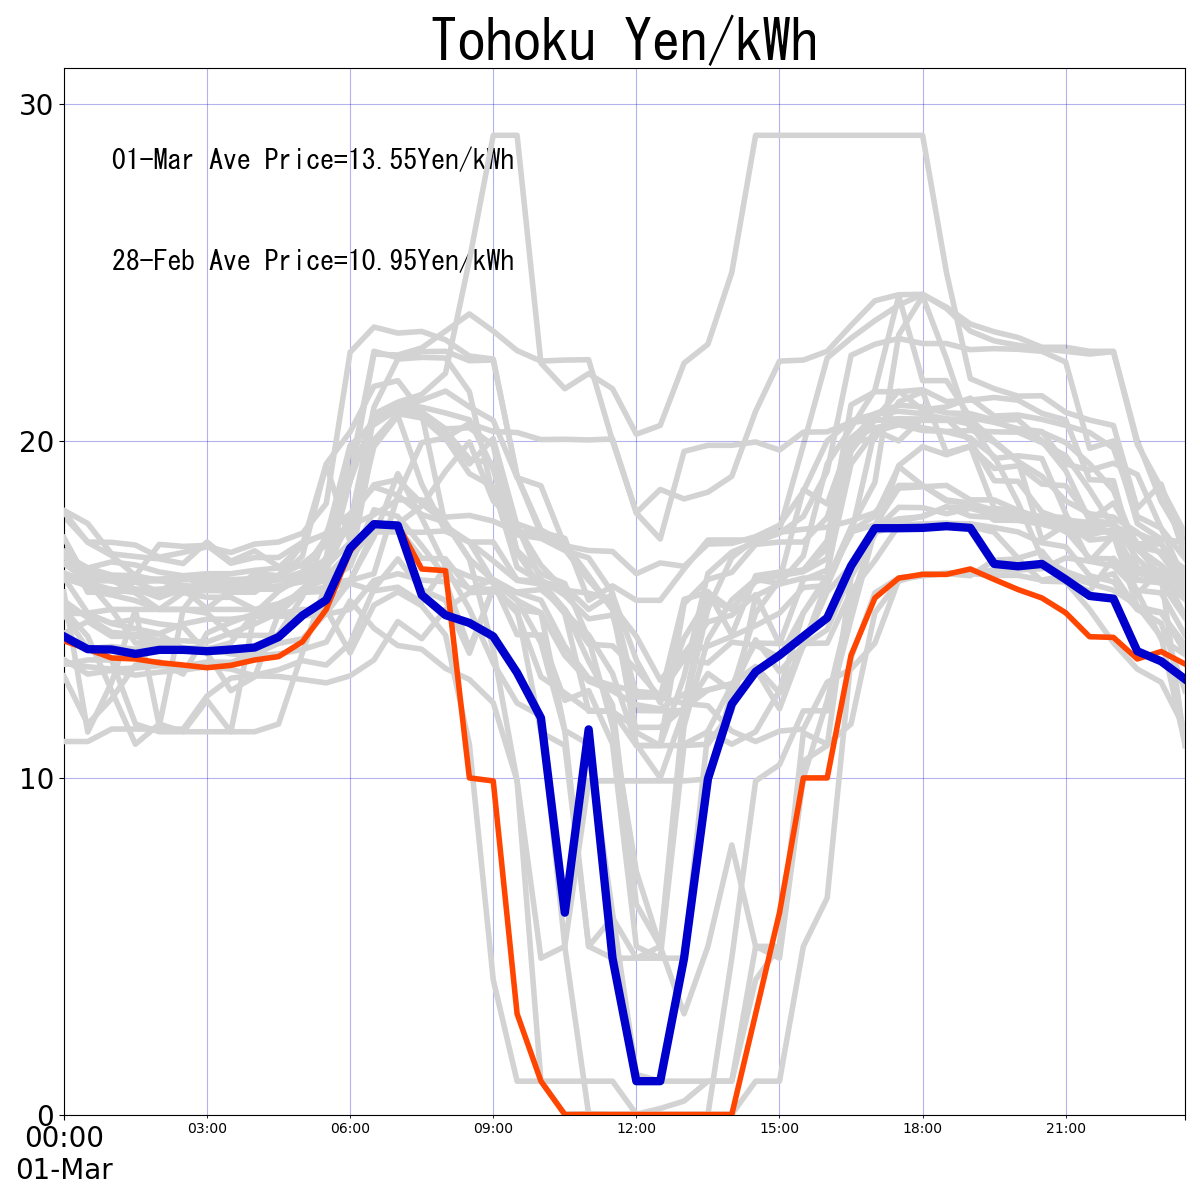 Tohoku Yen/kWh
30
01-Mar Ave Price=13.55Yen/kWh
28-Feb Ave Price=10.95Yen/kWh
20
10
0
00:00 03:00 06:00 09:00 12:00 15:00 18:00 21:00
01-Mar